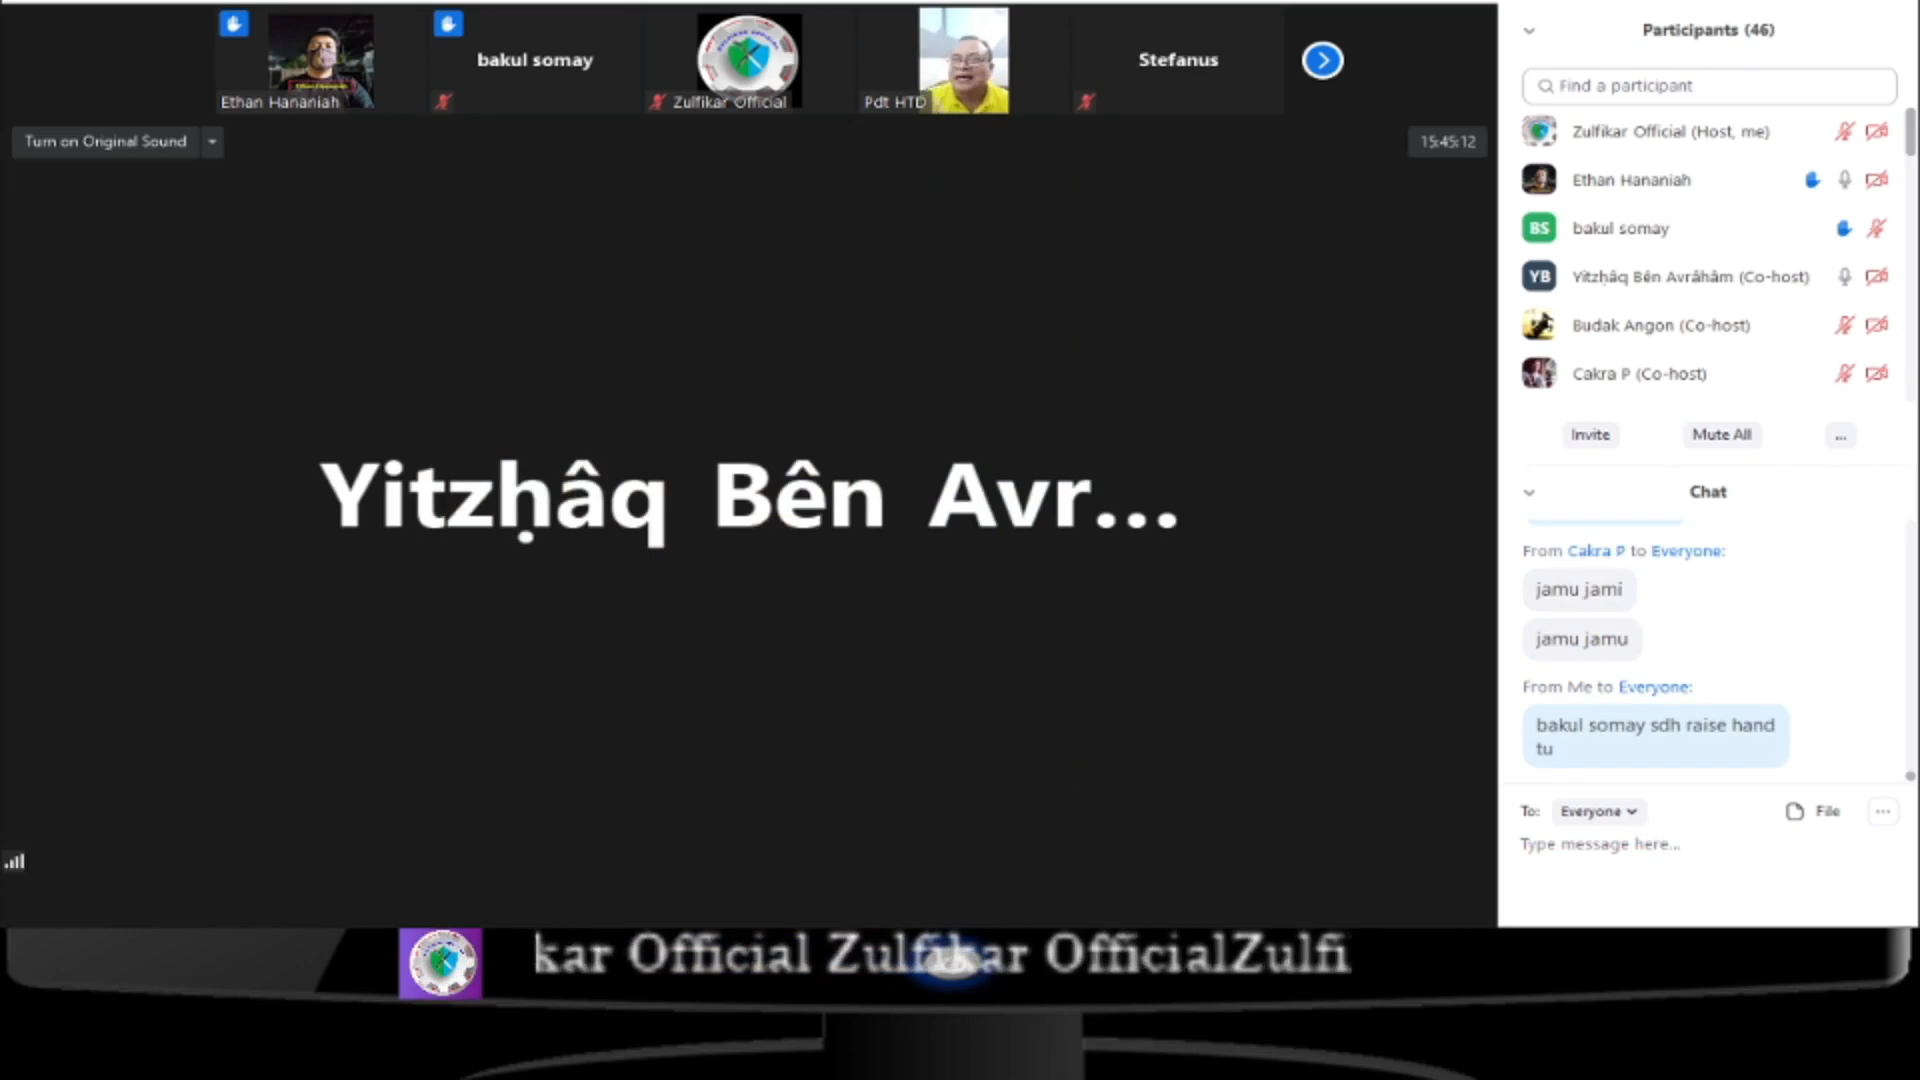 Ethan Hananiah
bakul somay
Zulfikar Official
Pdt HTD
Stefanus
Turn on Original Sound
15:45:12
Yitzḥâq Bên Avr...
Participants (46)
Find a participant
Zulfikar Official (Host, me)
Ethan Hananiah
BS bakul somay
YB Yitzḥâq Bên Avrâhâm (Co-host)
Budak Angon (Co-host)
Cakra P (Co-host)
Invite Mute All ...
Chat
From Cakra P to Everyone:
jamu jami
jamu jamu
From Me to Everyone:
bakul somay sdh raise hand
tu
To: Everyone File ...
Type message here...
kar Official Zulfikar OfficialZulfi